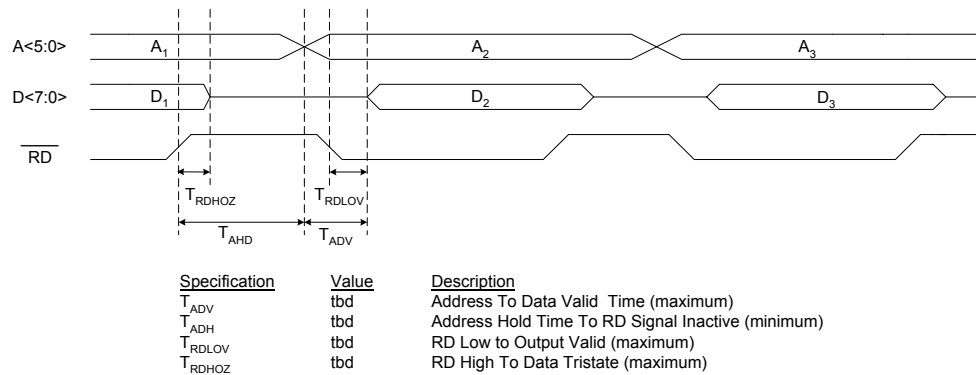 A<5:0> A1 A2 A3
D<7:0> D1 D2 D3
RD
TRDHOZ TRDLOV
TAHD TADV
Specification Value Description
TADV tbd Address To Data Valid Time (maximum)
TADH tbd Address Hold Time To RD Signal Inactive (minimum)
TRDLOV tbd RD Low to Output Valid (maximum)
TRDHOZ tbd RD High To Data Tristate (maximum)